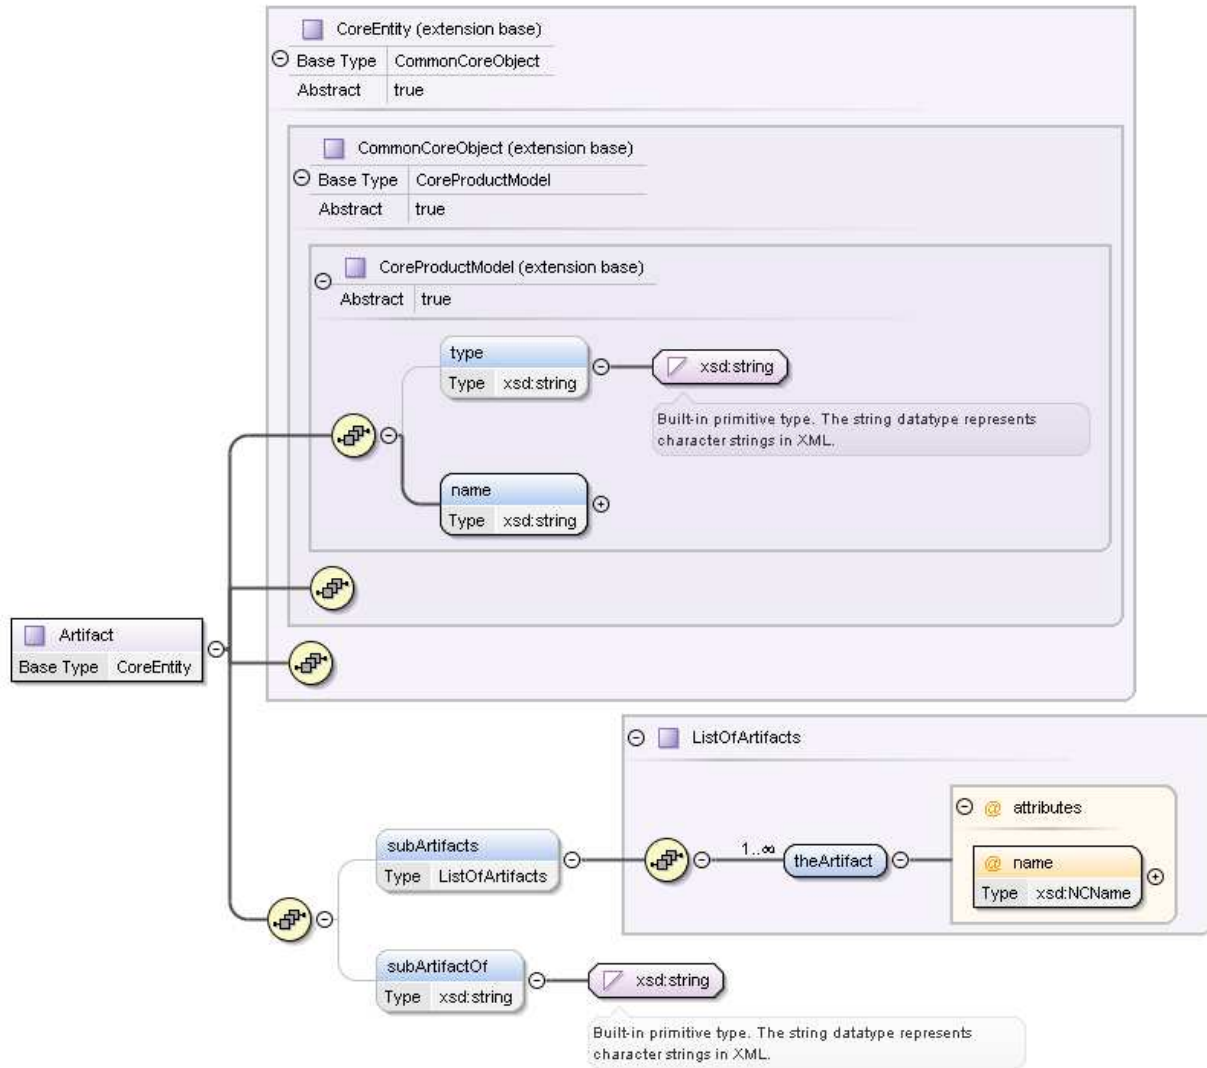 CoreEntity (extension base)
Base Type CommonCoreObject
Abstract true
CommonCoreObject (extension base)
Base Type CoreProductModel
Abstract true
CoreProductModel (extension base)
Abstract true
type
Type xsd:string
xsd:string
Built-in primitive type. The string datatype represents
character strings in XML.
name
Type xsd:string
Artifact
Base Type CoreEntity
ListOfArtifacts
@ attributes
subArtifacts
Type ListOfArtifacts
1..∞
theArtifact
@ name
Type xsd:NCName
subArtifactOf
Type xsd:string
xsd:string
Built-in primitive type. The string datatype represents
character strings in XML.